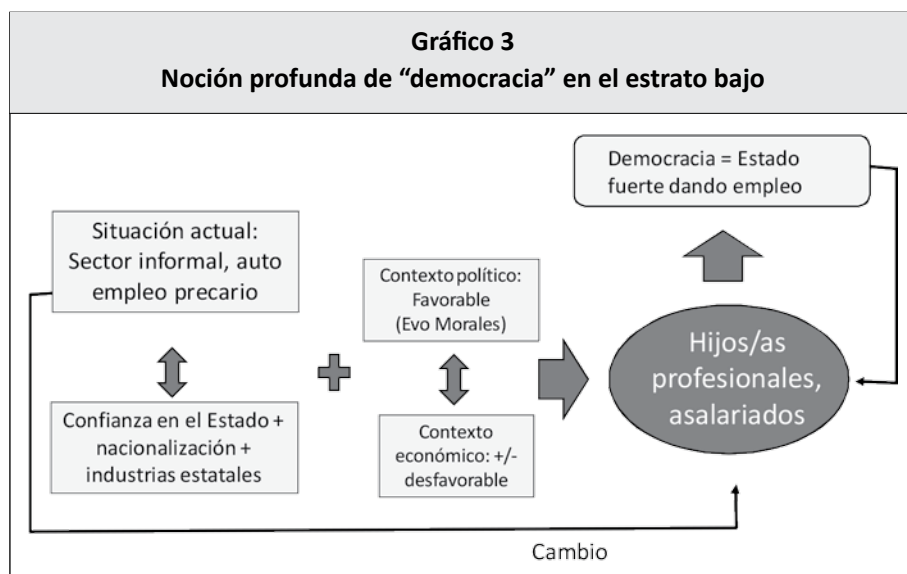 Gráfico 3
Noción profunda de “democracia” en el estrato bajo
Democracia = Estado
fuerte dando empleo
Situación actual:
Sector informal, auto
empleo precario
Contexto político:
Favorable
(Evo Morales)
Hijos/as
profesionales,
asalariados
Confianza en el Estado +
nacionalización +
industrias estatales
Contexto
económico: +/-
desfavorable
Cambio